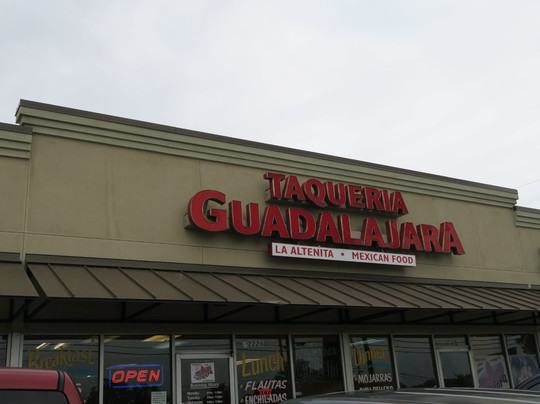 TAQUERIA
GUADALAJARA
LA ALTENITA • MEXICAN FOOD
Breakfast
OPEN
Lunch
FLAUTAS
ENCHILADAS
Dinner
MOJARRAS